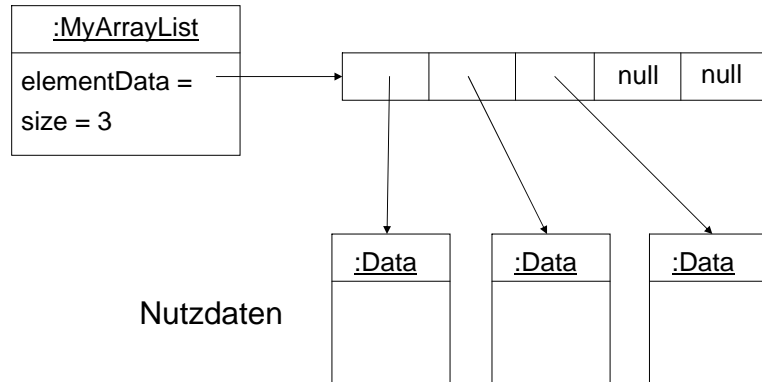 :MyArrayList
elementData =
size = 3
null null
:Data :Data :Data
Nutzdaten